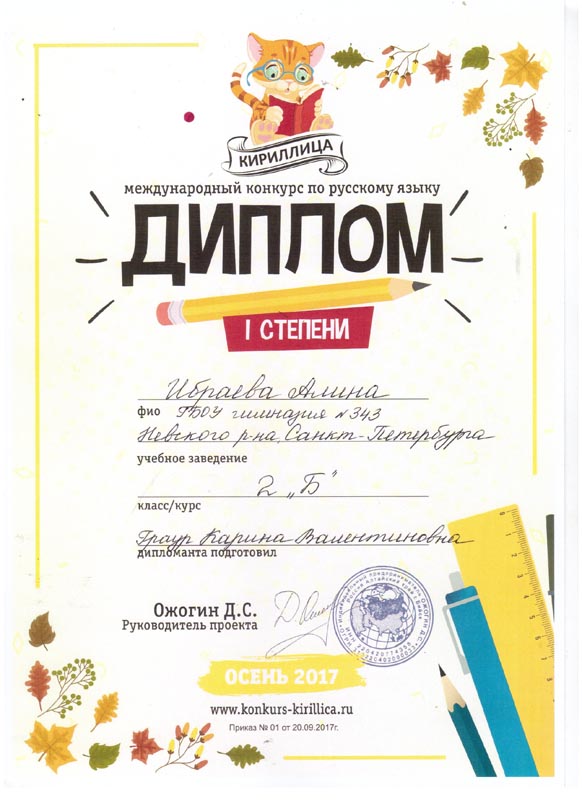 КИРИЛЛИЦА
международный конкурс по русскому языку
ДИПЛОМ
I СТЕПЕНИ
Ибраева Алина
фио ГБОУ гимназия №343
Невского р-на, Санкт-Петербурга
учебное заведение
2 „Б"
класс/курс
Граур Карина Валентиновна
дипломанта подготовил
Ожогин Д.С.
Руководитель проекта
ОСЕНЬ 2017
www.konkurs-kirillica.ru
Приказ № 01 от 20.09.2017г.